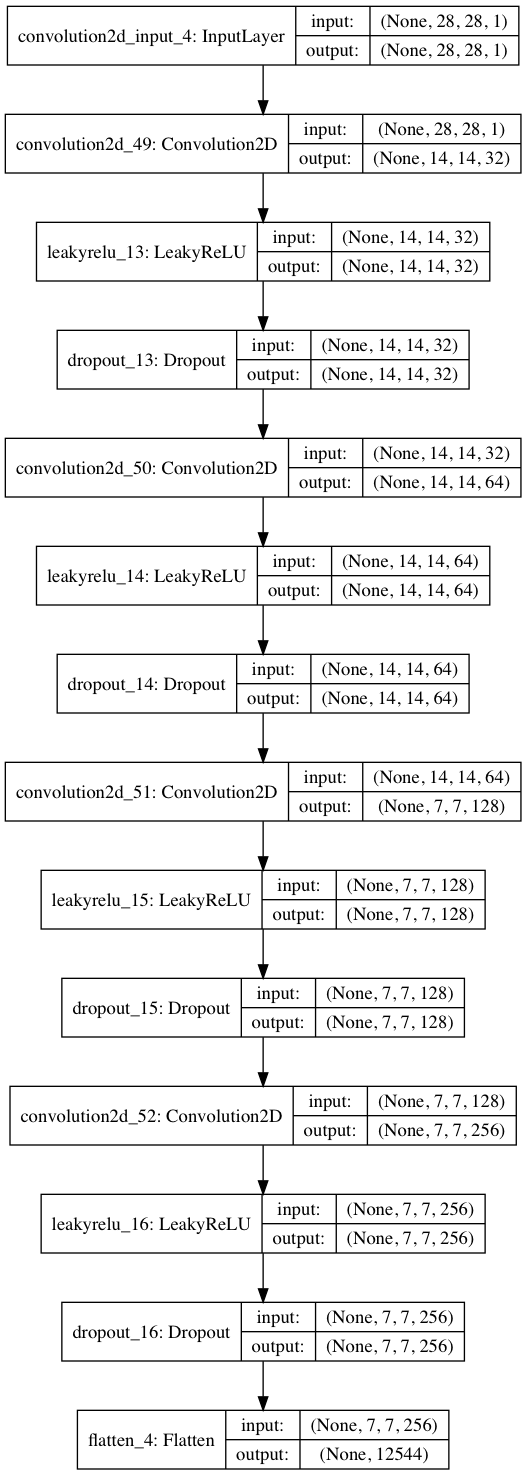 convolution2d_input_4: InputLayer
input: (None, 28, 28, 1)
output: (None, 28, 28, 1)
convolution2d_49: Convolution2D
input: (None, 28, 28, 1)
output: (None, 14, 14, 32)
leakyrelu_13: LeakyReLU
input: (None, 14, 14, 32)
output: (None, 14, 14, 32)
dropout_13: Dropout
input: (None, 14, 14, 32)
output: (None, 14, 14, 32)
convolution2d_50: Convolution2D
input: (None, 14, 14, 32)
output: (None, 14, 14, 64)
leakyrelu_14: LeakyReLU
input: (None, 14, 14, 64)
output: (None, 14, 14, 64)
dropout_14: Dropout
input: (None, 14, 14, 64)
output: (None, 14, 14, 64)
convolution2d_51: Convolution2D
input: (None, 14, 14, 64)
output: (None, 7, 7, 128)
leakyrelu_15: LeakyReLU
input: (None, 7, 7, 128)
output: (None, 7, 7, 128)
dropout_15: Dropout
input: (None, 7, 7, 128)
output: (None, 7, 7, 128)
convolution2d_52: Convolution2D
input: (None, 7, 7, 128)
output: (None, 7, 7, 256)
leakyrelu_16: LeakyReLU
input: (None, 7, 7, 256)
output: (None, 7, 7, 256)
dropout_16: Dropout
input: (None, 7, 7, 256)
output: (None, 7, 7, 256)
flatten_4: Flatten
input: (None, 7, 7, 256)
output: (None, 12544)